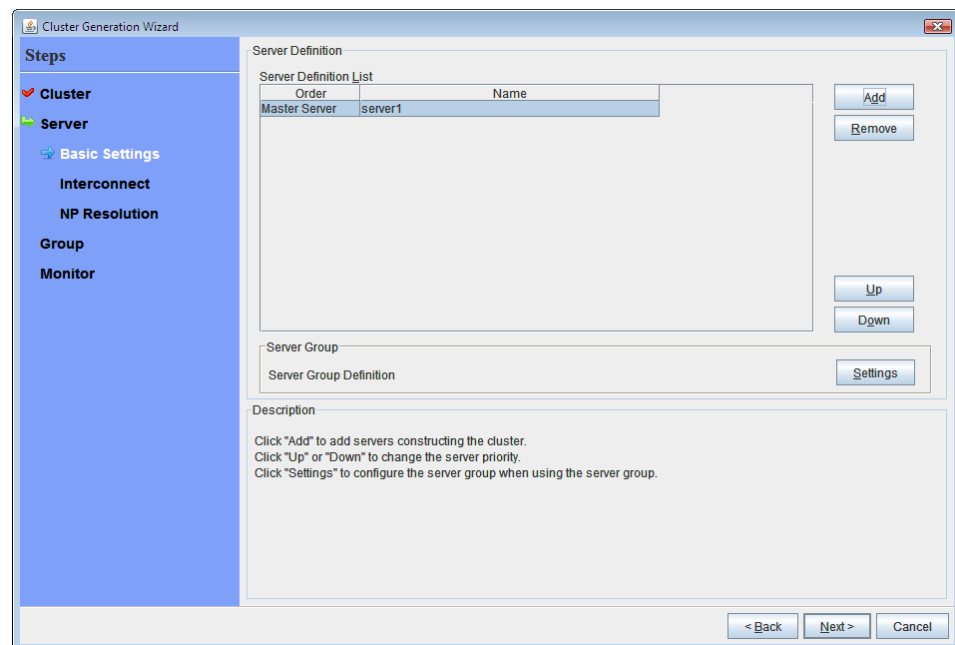 Cluster Generation Wizard
Steps
Cluster
Server
Basic Settings
Interconnect
NP Resolution
Group
Monitor
Server Definition
Server Definition List
Order Name
Master Server server1
Add
Remove
Up
Down
Server Group
Server Group Definition
Settings
Description
Click "Add" to add servers constructing the cluster.
Click "Up" or "Down" to change the server priority.
Click "Settings" to configure the server group when using the server group.
< Back Next > Cancel